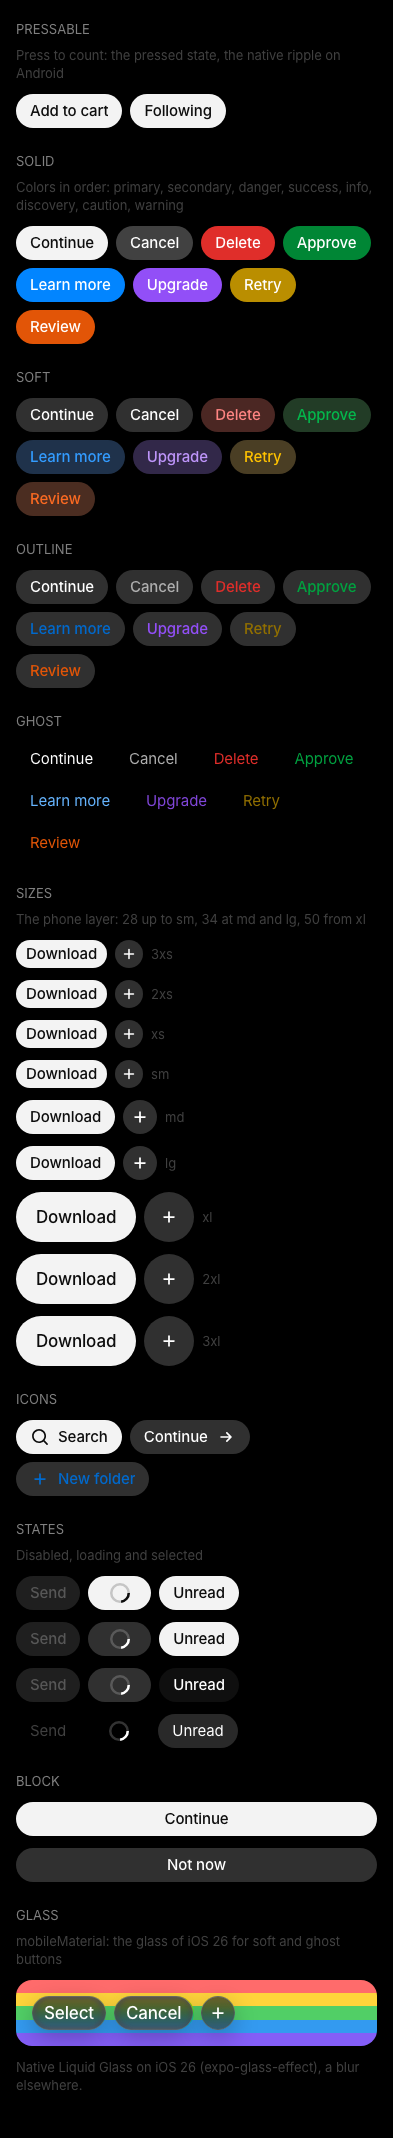 PRESSABLE
Press to count: the pressed state, the native ripple on
Android
Add to cart Following
SOLID
Colors in order: primary, secondary, danger, success, info,
discovery, caution, warning
Continue Cancel Delete Approve
Learn more Upgrade Retry
Review
SOFT
Continue Cancel Delete Approve
Learn more Upgrade Retry
Review
OUTLINE
Continue Cancel Delete Approve
Learn more Upgrade Retry
Review
GHOST
Continue Cancel Delete Approve
Learn more Upgrade Retry
Review
SIZES
The phone layer: 28 up to sm, 34 at md and lg, 50 from xl
Download + 3xs
Download + 2xs
Download + xs
Download + sm
Download + md
Download + lg
Download + xl
Download + 2xl
Download + 3xl
ICONS
Search Continue →
+ New folder
STATES
Disabled, loading and selected
Send Unread
Send Unread
Send Unread
Send Unread
BLOCK
Continue
Not now
GLASS
mobileMaterial: the glass of iOS 26 for soft and ghost
buttons
Select Cancel +
Native Liquid Glass on iOS 26 (expo-glass-effect), a blur
elsewhere.